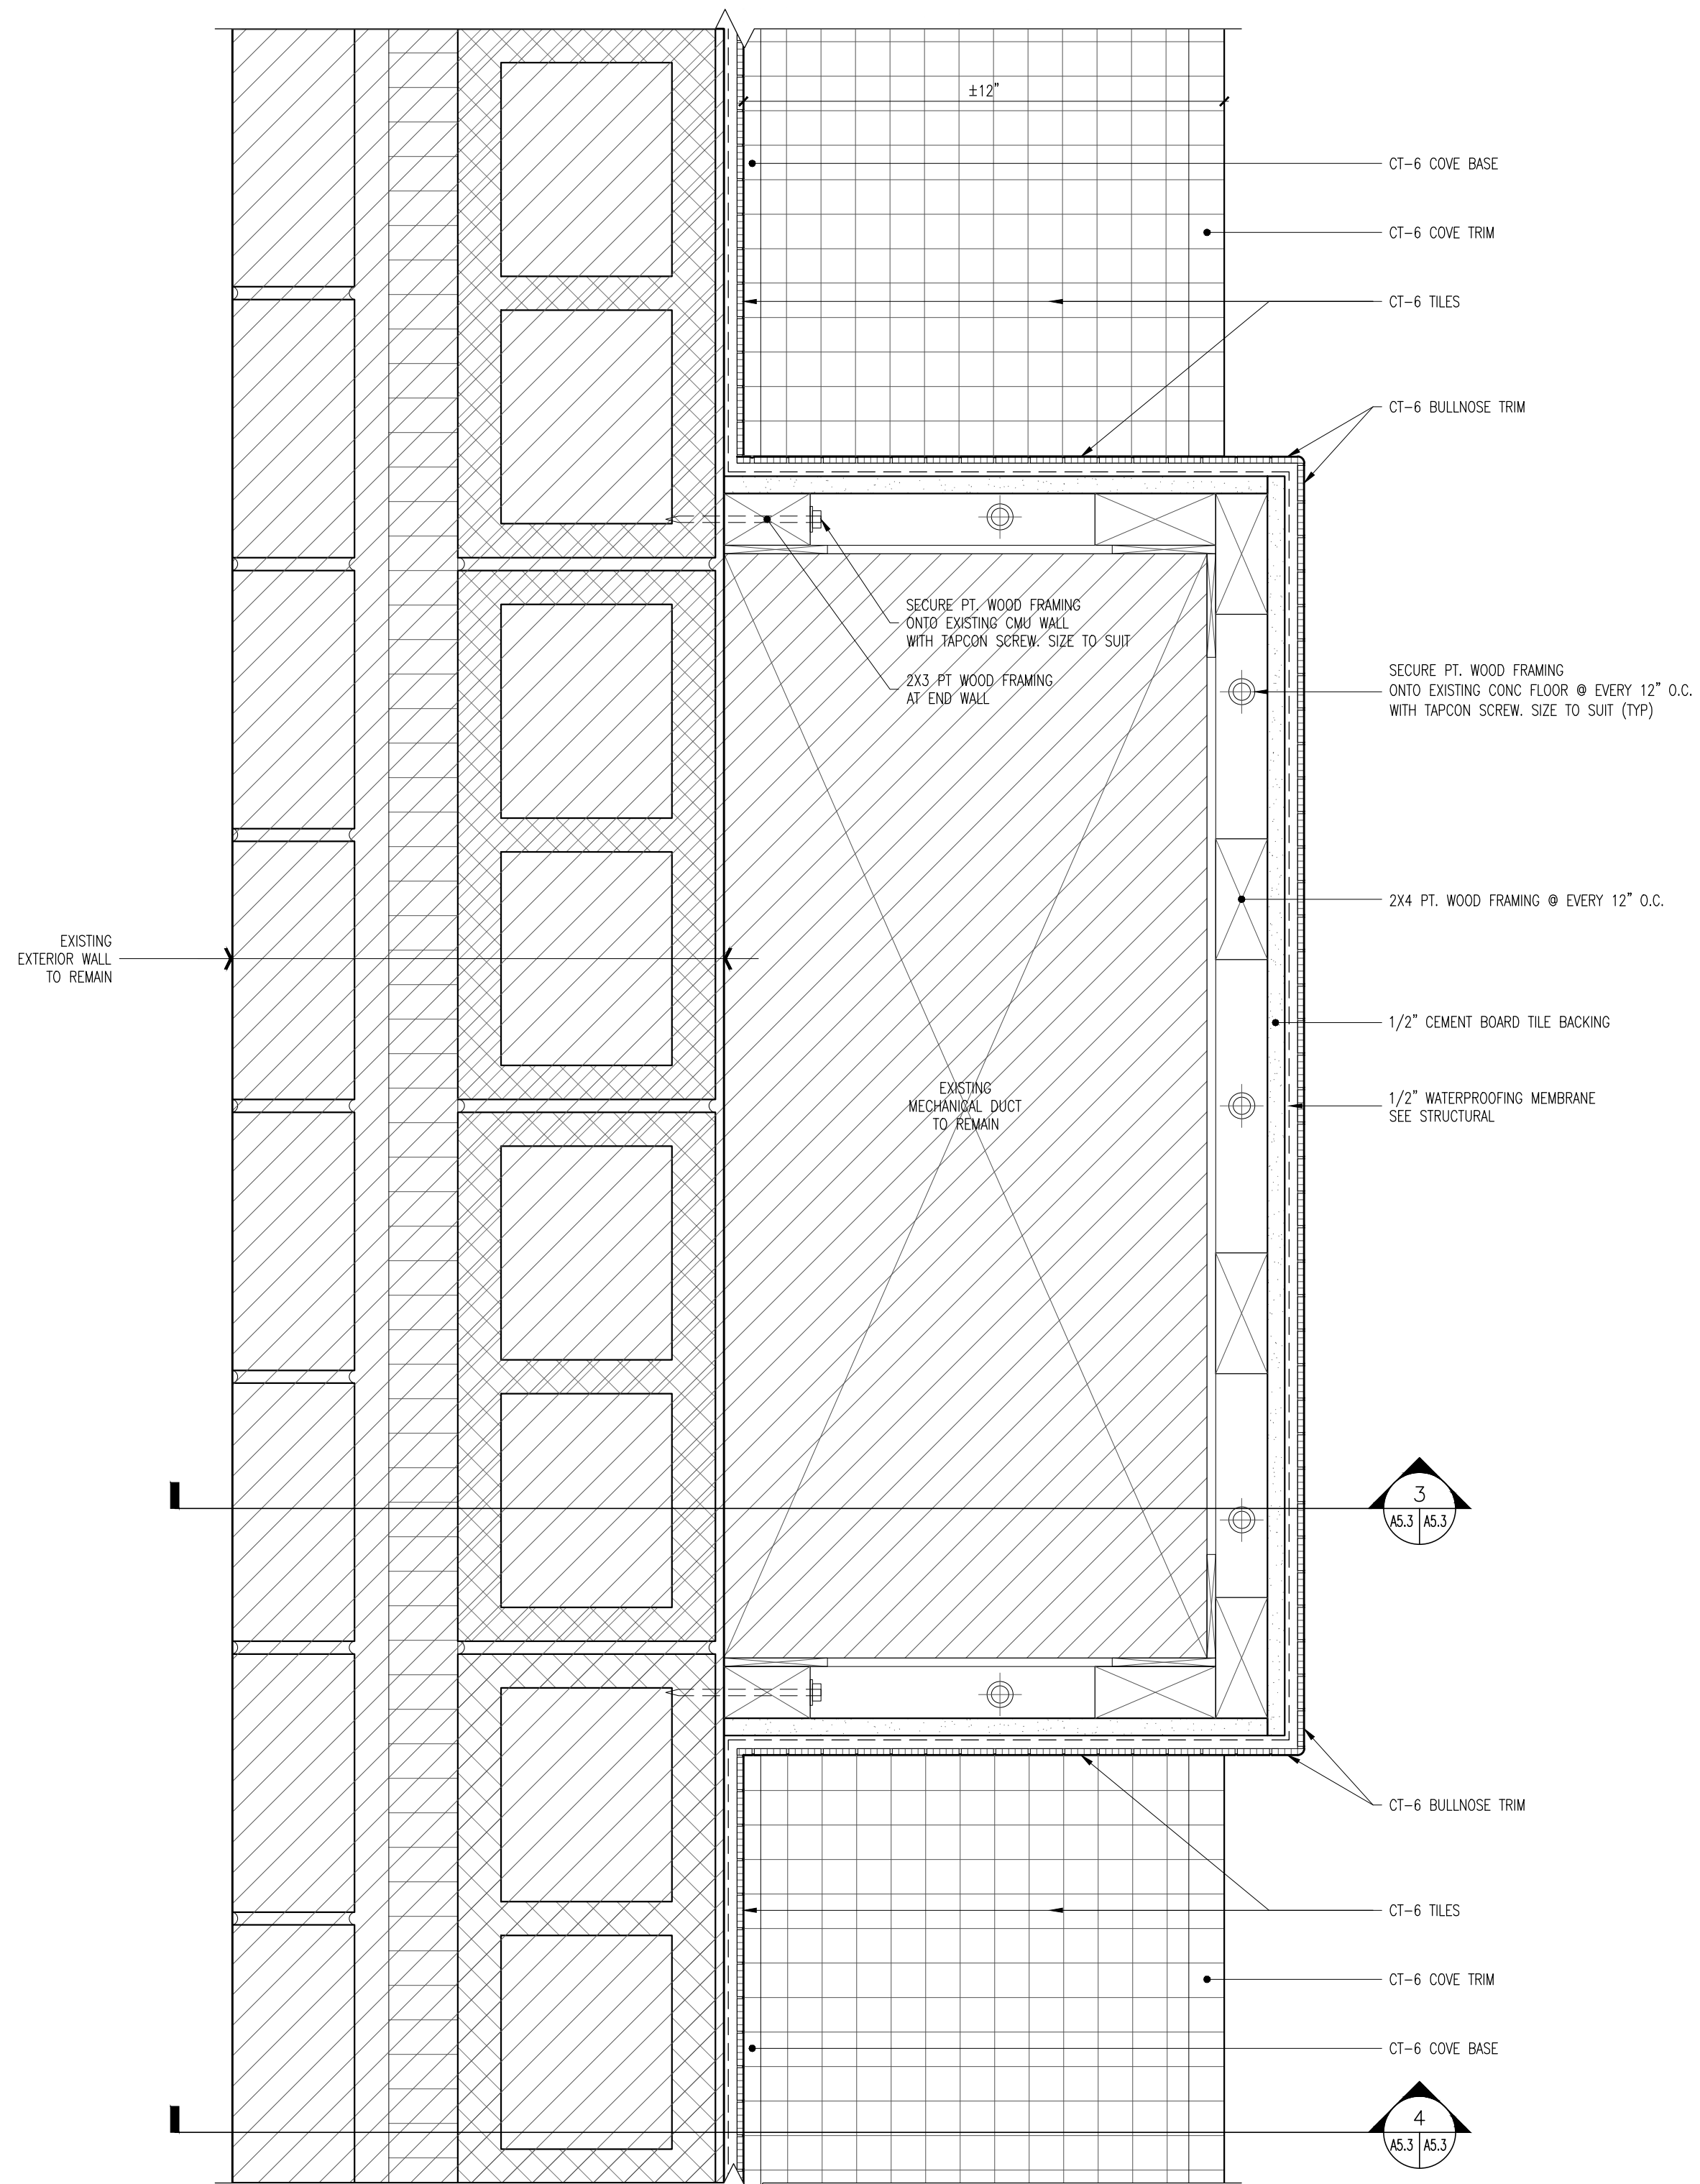 ±12"
CT-6 COVE BASE
CT-6 COVE TRIM
CT-6 TILES
CT-6 BULLNOSE TRIM
SECURE PT. WOOD FRAMING
ONTO EXISTING CMU WALL
WITH TAPCON SCREW. SIZE TO SUIT
2X3 PT WOOD FRAMING
AT END WALL
SECURE PT. WOOD FRAMING
ONTO EXISTING CONC FLOOR @ EVERY 12" O.C.
WITH TAPCON SCREW. SIZE TO SUIT (TYP)
2X4 PT. WOOD FRAMING @ EVERY 12" O.C.
EXISTING
EXTERIOR WALL
TO REMAIN
1/2" CEMENT BOARD TILE BACKING
EXISTING
MECHANICAL DUCT
TO REMAIN
1/2" WATERPROOFING MEMBRANE
SEE STRUCTURAL
3
A5.3 A5.3
CT-6 BULLNOSE TRIM
CT-6 TILES
CT-6 COVE TRIM
CT-6 COVE BASE
4
A5.3 A5.3